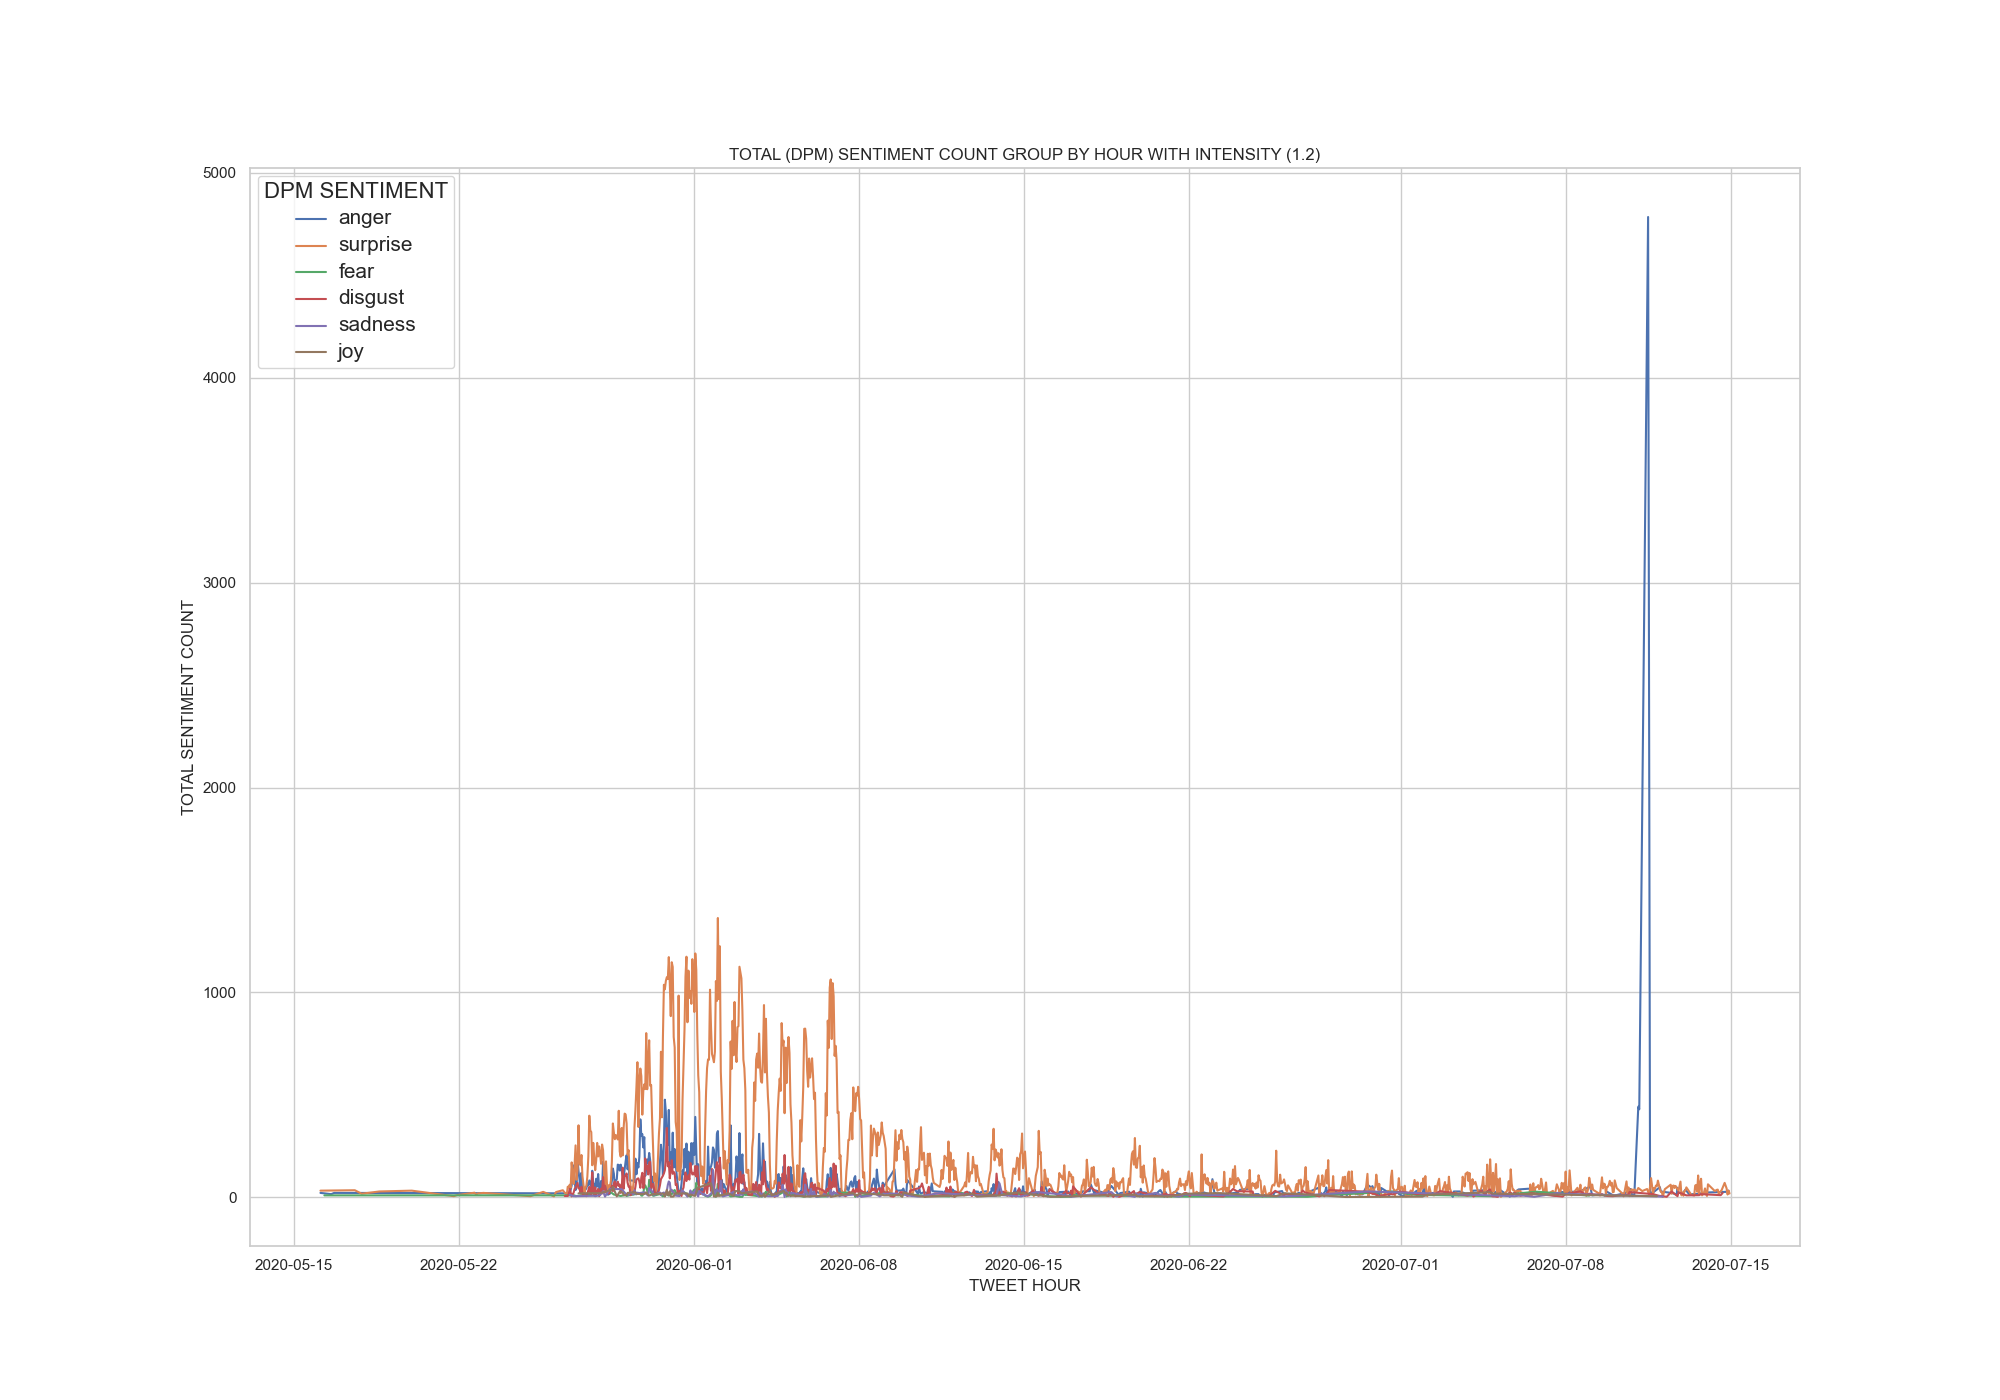 TOTAL (DPM) SENTIMENT COUNT GROUP BY HOUR WITH INTENSITY (1.2)
DPM SENTIMENT
anger
surprise
fear
disgust
sadness
joy
TOTAL SENTIMENT COUNT
5000
4000
3000
2000
1000
0
2020-05-15 2020-05-22 2020-06-01 2020-06-08 2020-06-15 2020-06-22 2020-07-01 2020-07-08 2020-07-15
TWEET HOUR